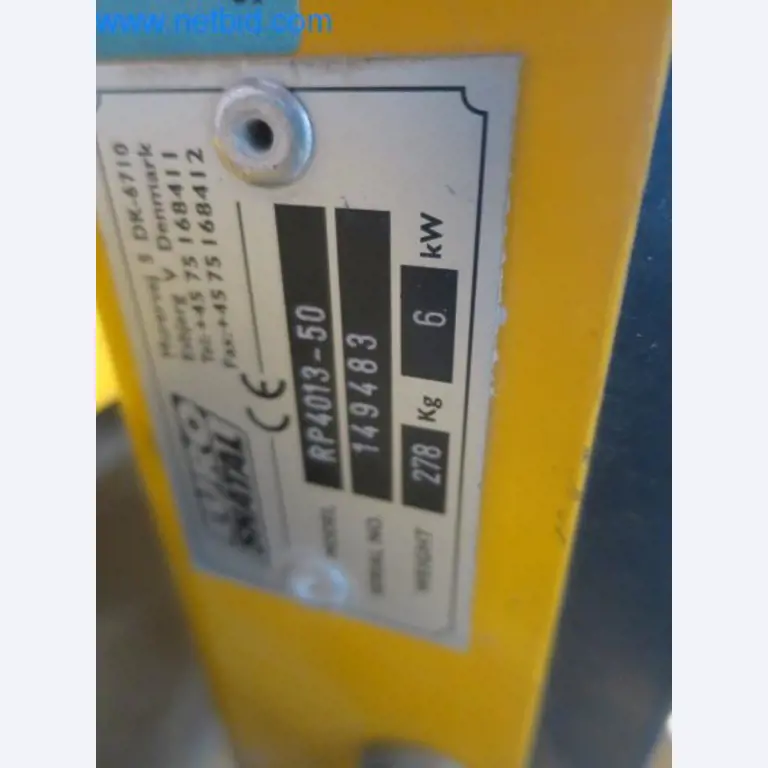 www.netbid.com
DK-6710
Esbjerg V Denmark
Tel: +45 75 168411
Fax: +45 75 168412
CE
MODEL RP4013-50
SERIAL NO. 149483
WEIGHT 278 Kg 6 kW